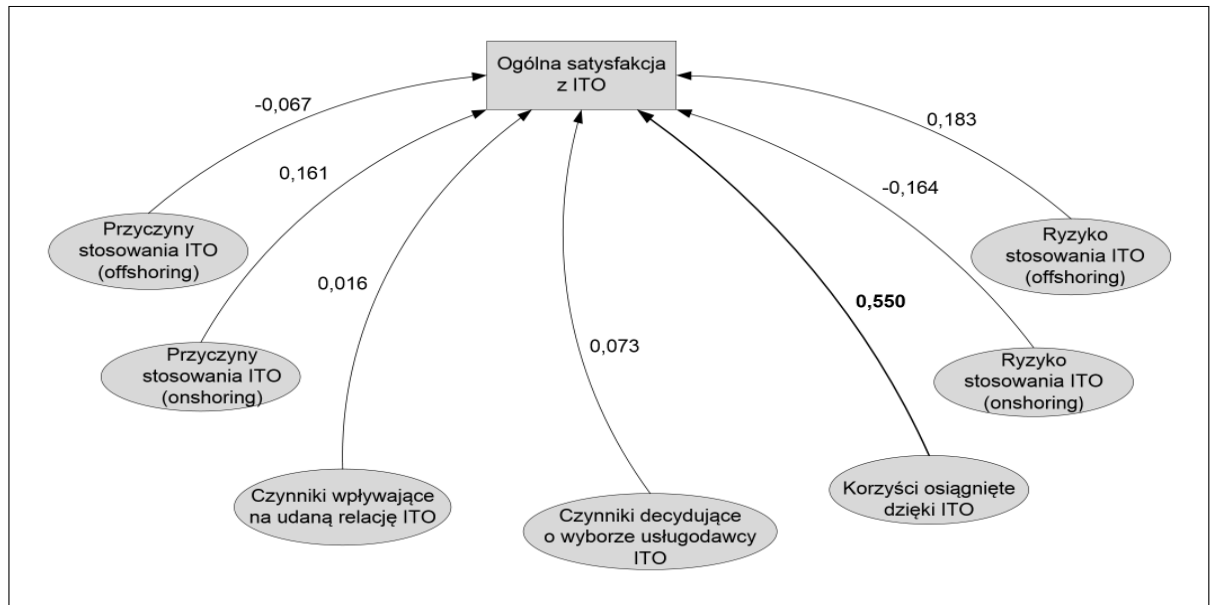 Ogólna satysfakcja
z ITO
-0,067
0,183
0,161
-0,164
Przyczyny
stosowania ITO
(offshoring)
Ryzyko
stosowania ITO
(offshoring)
0,016
0,550
0,073
Przyczyny
stosowania ITO
(onshoring)
Ryzyko
stosowania ITO
(onshoring)
Czynniki wpływające
na udaną relację ITO
Czynniki decydujące
o wyborze usługodawcy
ITO
Korzyści osiągnięte
dzięki ITO